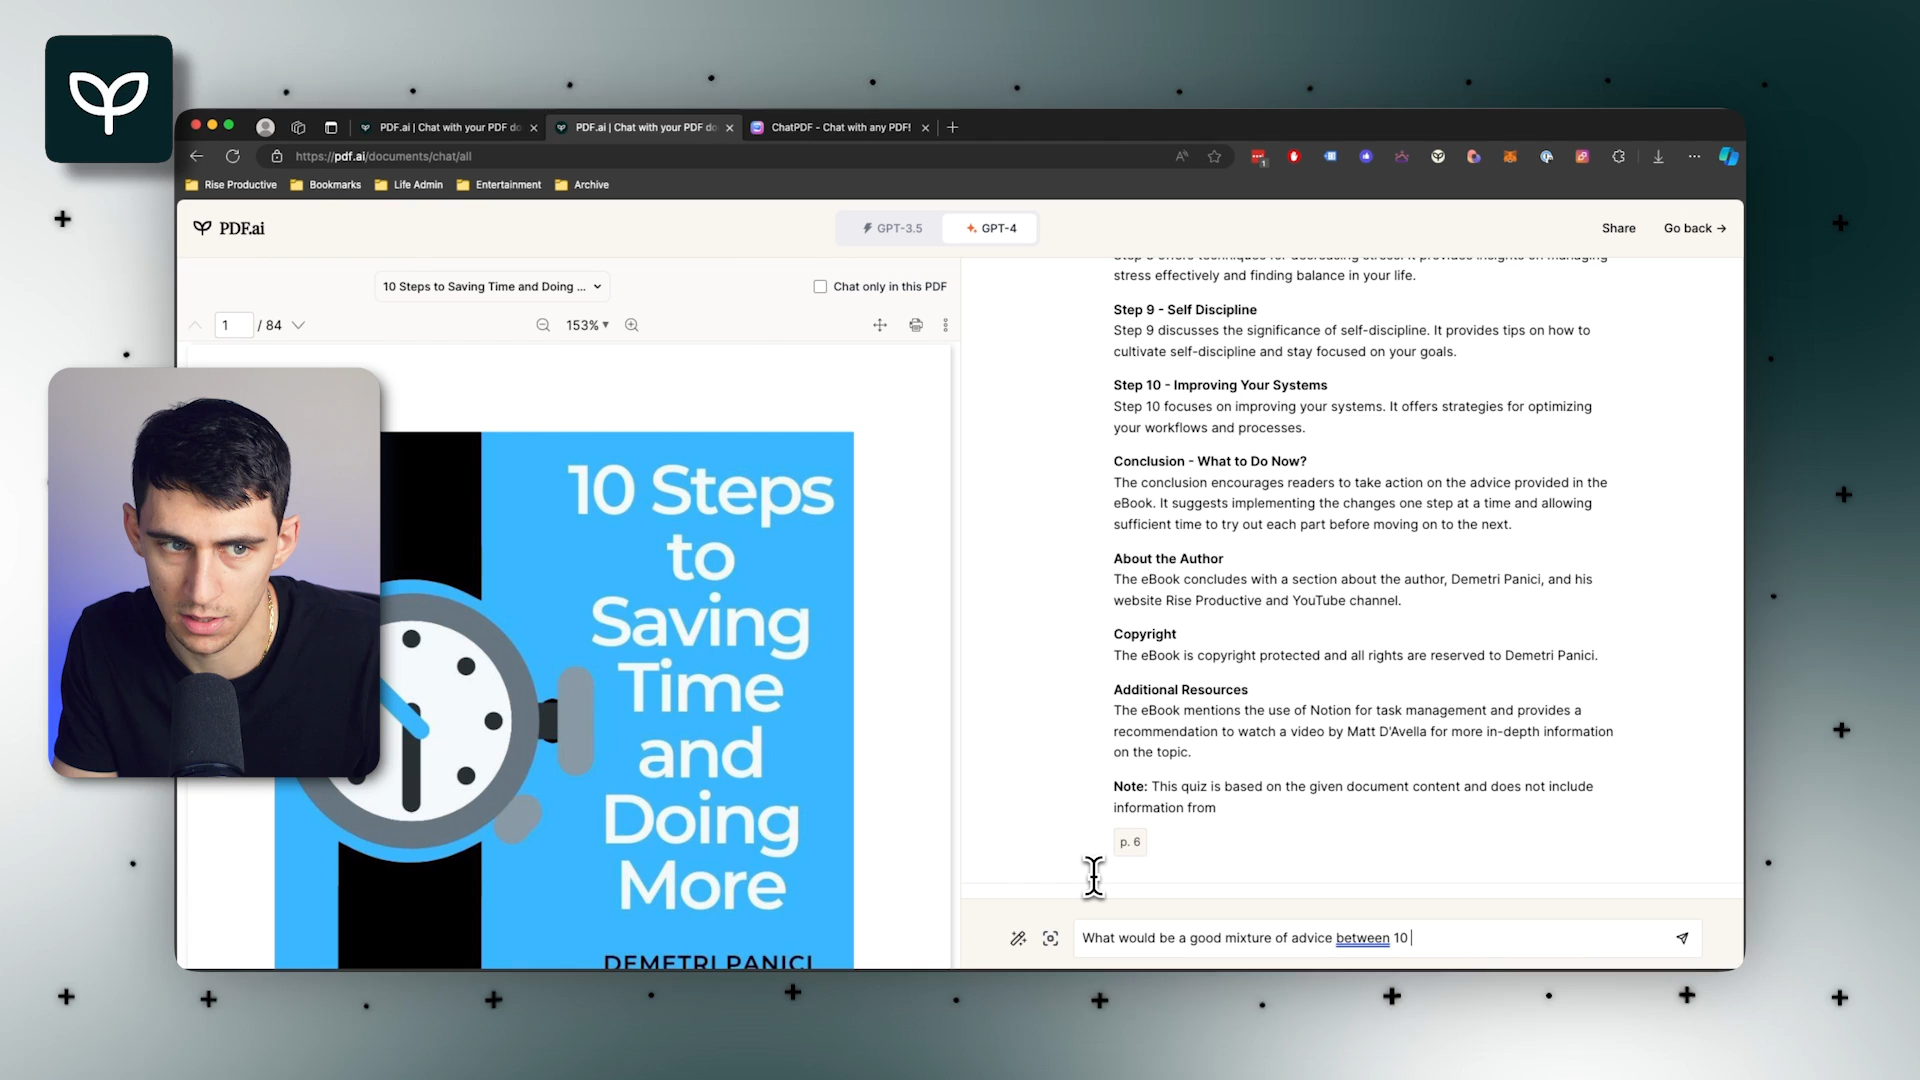 PDF.ai | Chat with your PDF do
PDF.ai | Chat with your PDF do
ChatPDF - Chat with any PDF!
https://pdf.ai/documents/chat/all
Rise Productive
Bookmarks
Life Admin
Entertainment
Archive
PDF.ai
GPT-3.5
GPT-4
Share
Go back →
10 Steps to Saving Time and Doing ...
Chat only in this PDF
1 / 84
153%
10 Steps
to
Saving
Time
and
Doing
More
DEMETRI PANICI
stress effectively and finding balance in your life.
Step 9 - Self Discipline
Step 9 discusses the significance of self-discipline. It provides tips on how to
cultivate self-discipline and stay focused on your goals.
Step 10 - Improving Your Systems
Step 10 focuses on improving your systems. It offers strategies for optimizing
your workflows and processes.
Conclusion - What to Do Now?
The conclusion encourages readers to take action on the advice provided in the
eBook. It suggests implementing the changes one step at a time and allowing
sufficient time to try out each part before moving on to the next.
About the Author
The eBook concludes with a section about the author, Demetri Panici, and his
website Rise Productive and YouTube channel.
Copyright
The eBook is copyright protected and all rights are reserved to Demetri Panici.
Additional Resources
The eBook mentions the use of Notion for task management and provides a
recommendation to watch a video by Matt D'Avella for more in-depth information
on the topic.
Note: This quiz is based on the given document content and does not include
information from
p. 6
What would be a good mixture of advice between 10